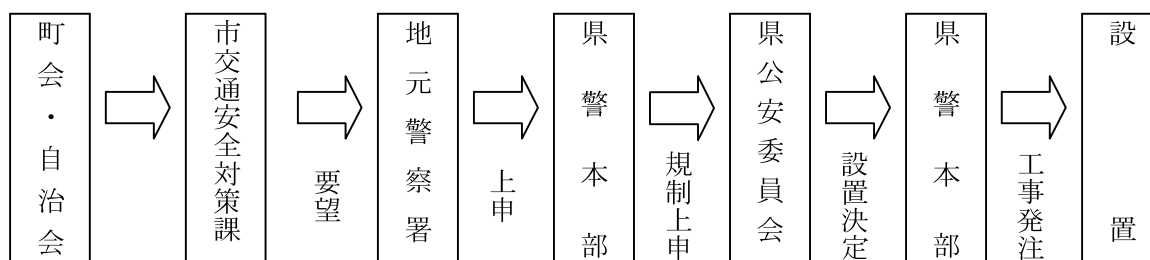 町会・自治会
市交通安全対策課
要望
地元警察署
上申
県警本部
規制上申
県公安委員会
設置決定
県警本部
工事発注
設置